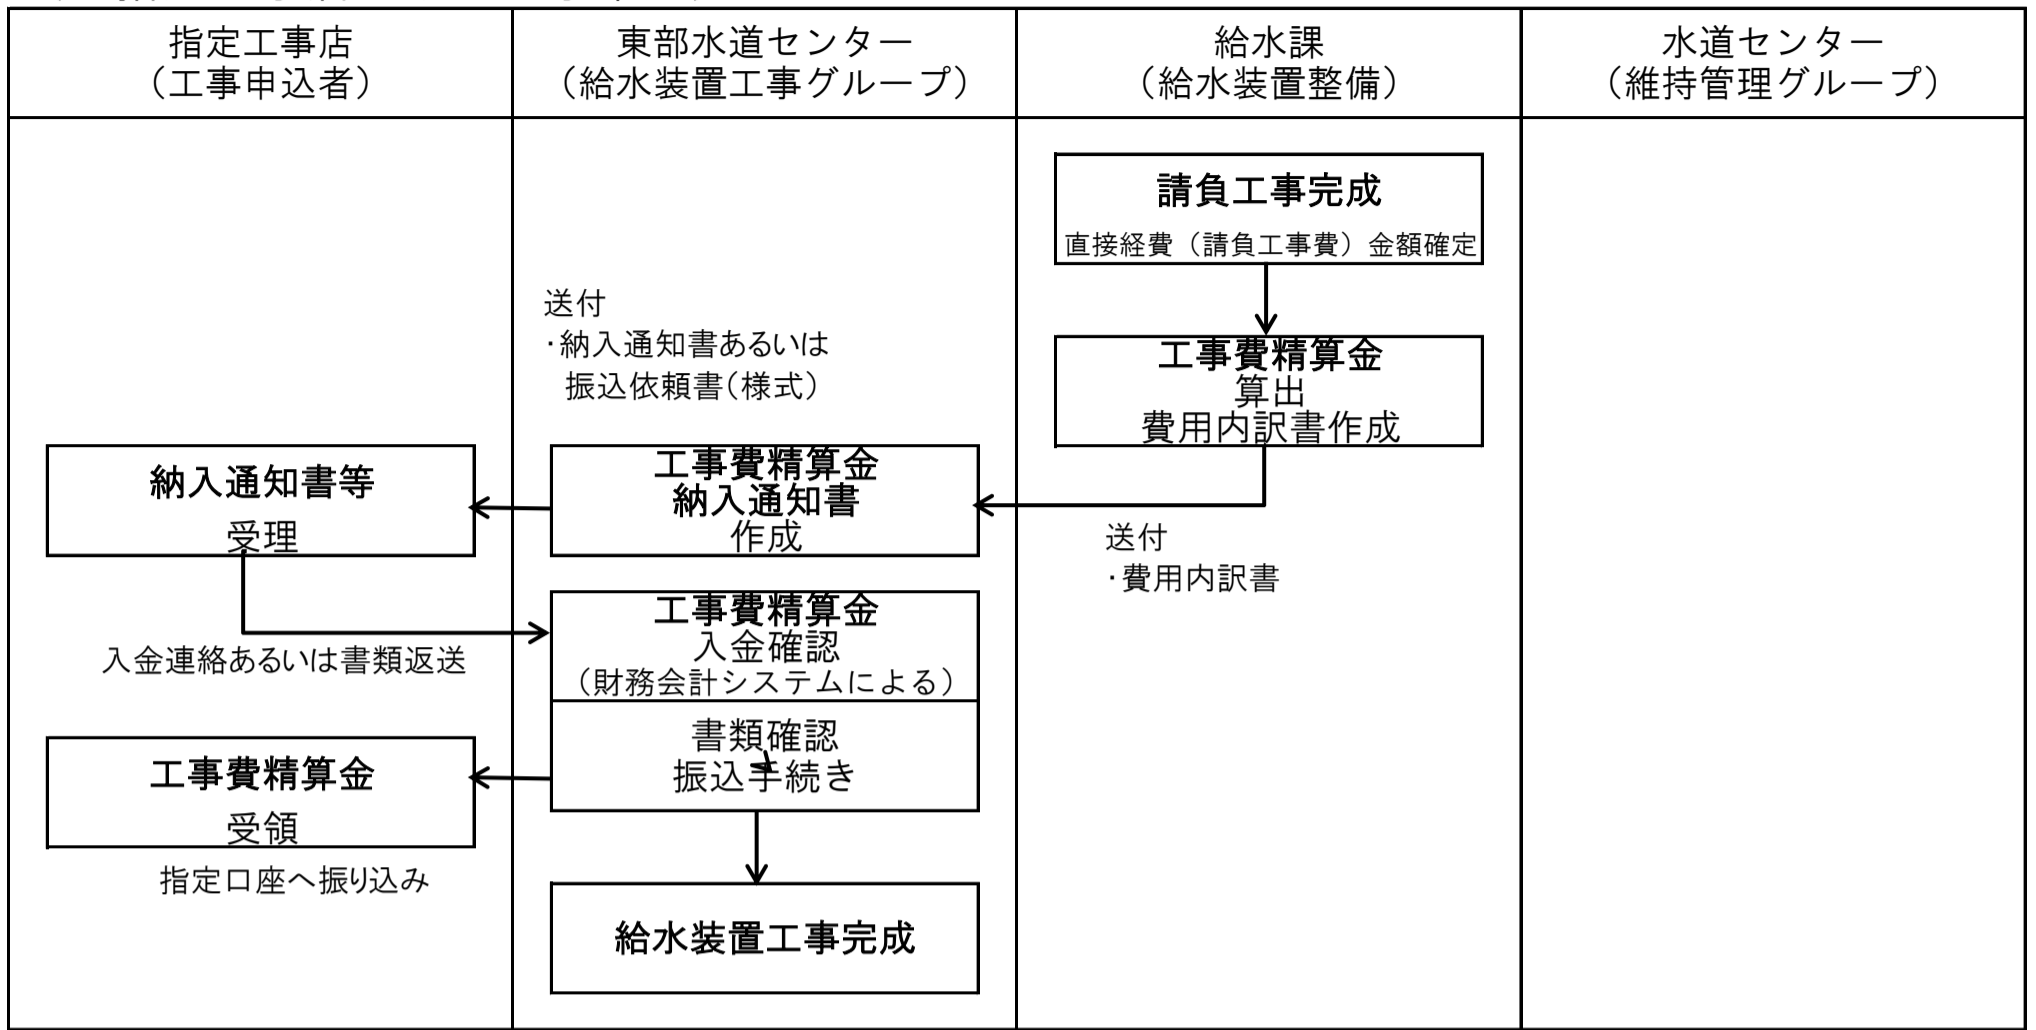 指定工事店
（工事申込者）
東部水道センター
（給水装置工事グループ）
給水課
（給水装置整備）
水道センター
（維持管理グループ）
請負工事完成
直接経費（請負工事費）金額確定
工事費精算金
算出
費用内訳書作成
送付
・費用内訳書
送付
・納入通知書あるいは
振込依頼書（様式）
工事費精算金
納入通知書
作成
納入通知書等
受理
入金連絡あるいは書類返送
工事費精算金
入金確認
（財務会計システムによる）
書類確認
振込手続き
工事費精算金
受領
指定口座へ振り込み
給水装置工事完成